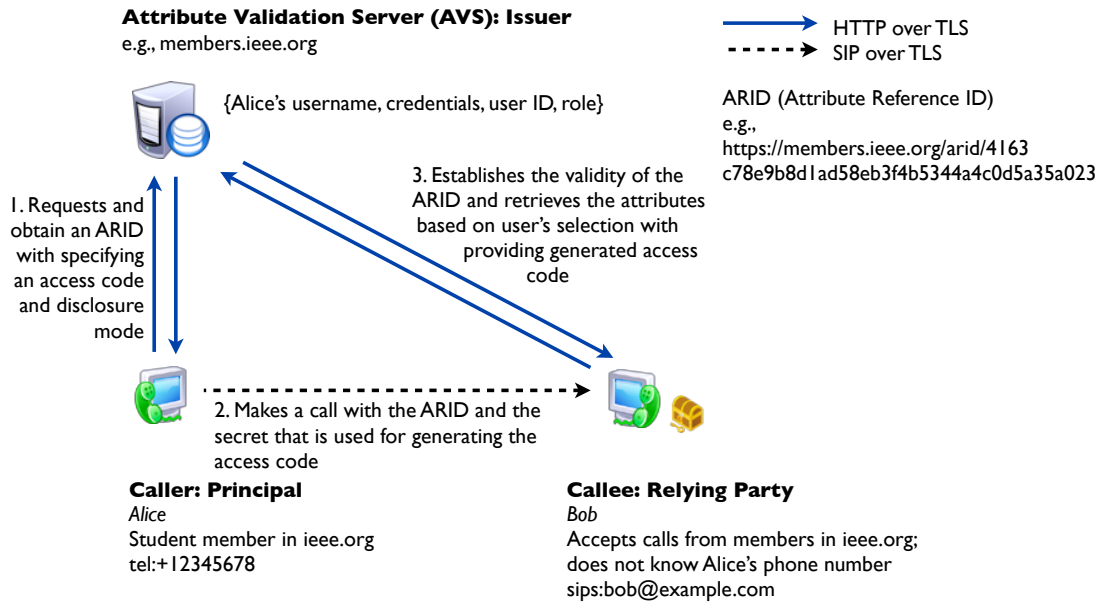 Attribute Validation Server (AVS): Issuer
e.g., members.ieee.org
{Alice's username, credentials, user ID, role}
HTTP over TLS
SIP over TLS
ARID (Attribute Reference ID)
e.g.,
https://members.ieee.org/arid/4163
c78e9b8d1ad58eb3f4b5344a4c0d5a35a023
1. Requests and
obtain an ARID
with specifying
an access code
and disclosure
mode
3. Establishes the validity of the
ARID and retrieves the attributes
based on user's selection with
providing generated access
code
2. Makes a call with the ARID and the
secret that is used for generating the
access code
Caller: Principal
Alice
Student member in ieee.org
tel:+12345678
Callee: Relying Party
Bob
Accepts calls from members in ieee.org;
does not know Alice's phone number
sips:bob@example.com